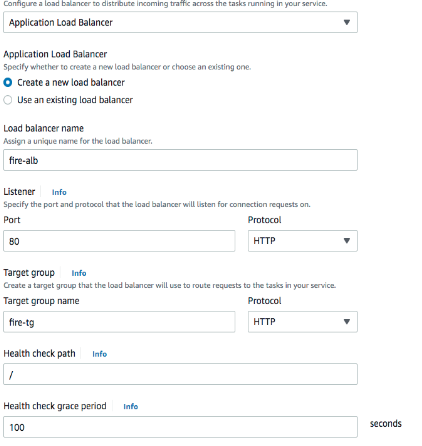 Configure a load balancer to distribute incoming traffic across the tasks running in your service.
Application Load Balancer
Application Load Balancer
Specify whether to create a new load balancer or choose an existing one.
Create a new load balancer
Use an existing load balancer
Load balancer name
Assign a unique name for the load balancer.
fire-alb
Listener Info
Specify the port and protocol that the load balancer will listen for connection requests on.
Port Protocol
80 HTTP
Target group Info
Create a target group that the load balancer will use to route requests to the tasks in your service.
Target group name Protocol
fire-tg HTTP
Health check path Info
/
Health check grace period Info
100 seconds